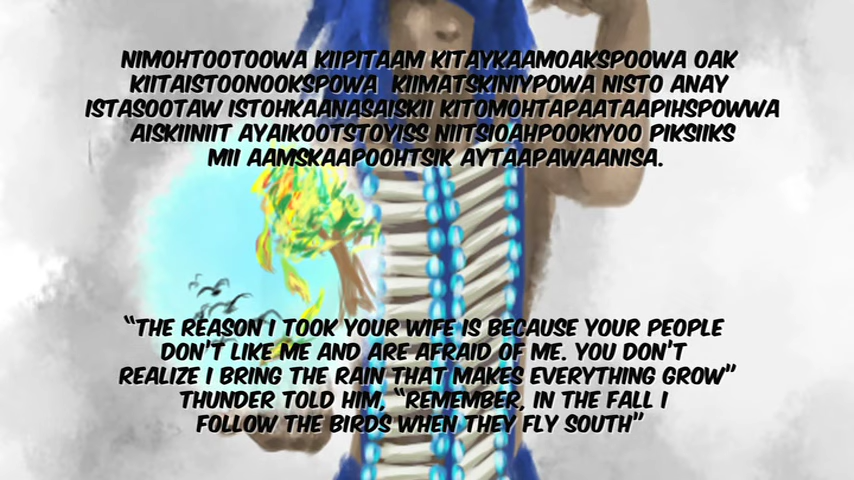 NIMOHTOOTOOWA KIIPITAAM KITAYKAAMOAKSPOOWA OAK
KIITAISTOONOOKSPOWA KIIMATSKINIYPOWA NISTO ANAY
ISTASOOTAW ISTOHKAANASAISKII KITOMOHTAPAATAAPIHSPOWWA
AISKIINIIT AYAIKOOTSTOYISS NIITSIOAHPOOKIYOO PIKSIIKS
MII AAMSKAAPOOHTSIK AYTAAPAWAANISA.
"THE REASON I TOOK YOUR WIFE IS BECAUSE YOUR PEOPLE
DON'T LIKE ME AND ARE AFRAID OF ME. YOU DON'T
REALIZE I BRING THE RAIN THAT MAKES EVERYTHING GROW"
THUNDER TOLD HIM, "REMEMBER, IN THE FALL I
FOLLOW THE BIRDS WHEN THEY FLY SOUTH"